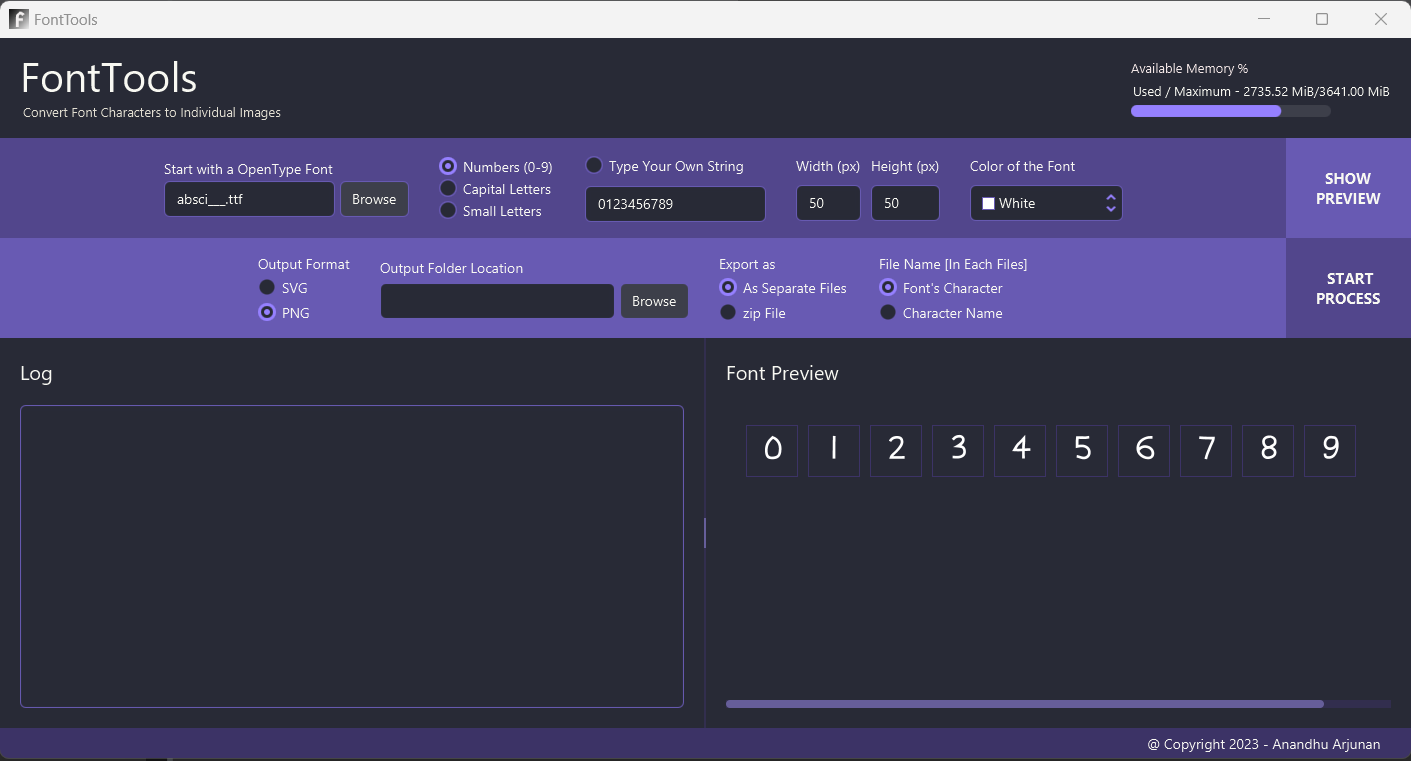 FontTools
FontTools
Convert Font Characters to Individual Images
Available Memory %
Used / Maximum - 2735.52 MiB/3641.00 MiB
Start with a OpenType Font
absci___.ttf
Browse
Numbers (0-9)
Capital Letters
Small Letters
Type Your Own String
0123456789
Width (px)
50
Height (px)
50
Color of the Font
White
SHOW
PREVIEW
Output Format
SVG
PNG
Output Folder Location
Browse
Export as
As Separate Files
zip File
File Name [In Each Files]
Font's Character
Character Name
START
PROCESS
Log
Font Preview
0 1 2 3 4 5 6 7 8 9
@ Copyright 2023 - Anandhu Arjunan